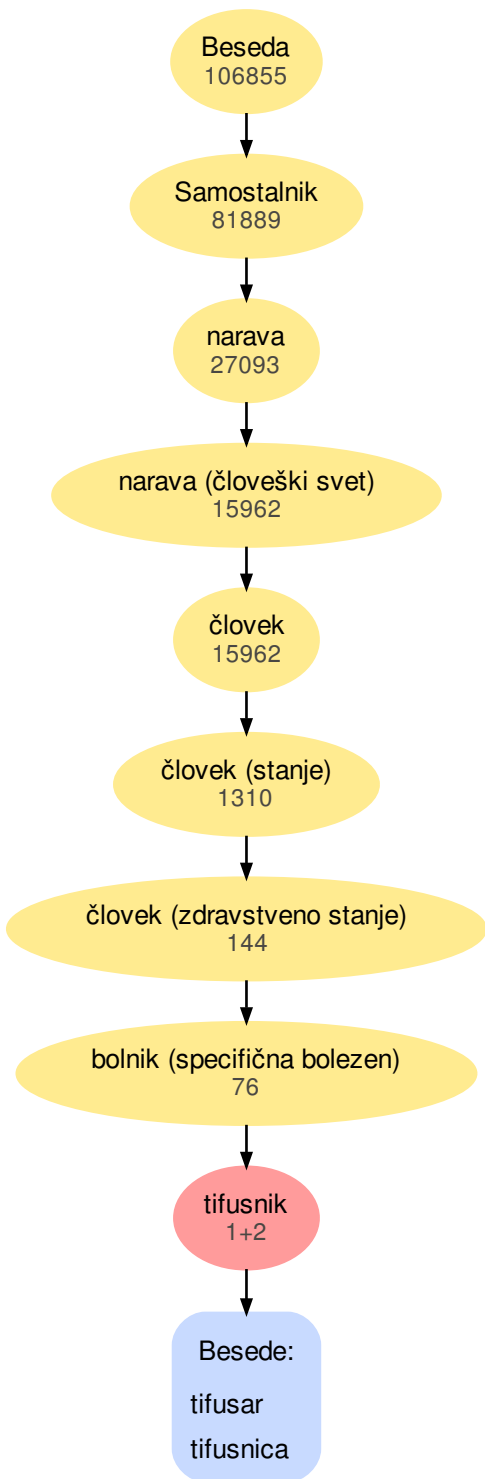 Beseda
106855
Samostalnik
81889
narava
27093
narava (človeški svet)
15962
človek
15962
človek (stanje)
1310
človek (zdravstveno stanje)
144
bolnik (specifična bolezen)
76
tifusnik
1+2
Besede:
tifusar
tifusnica